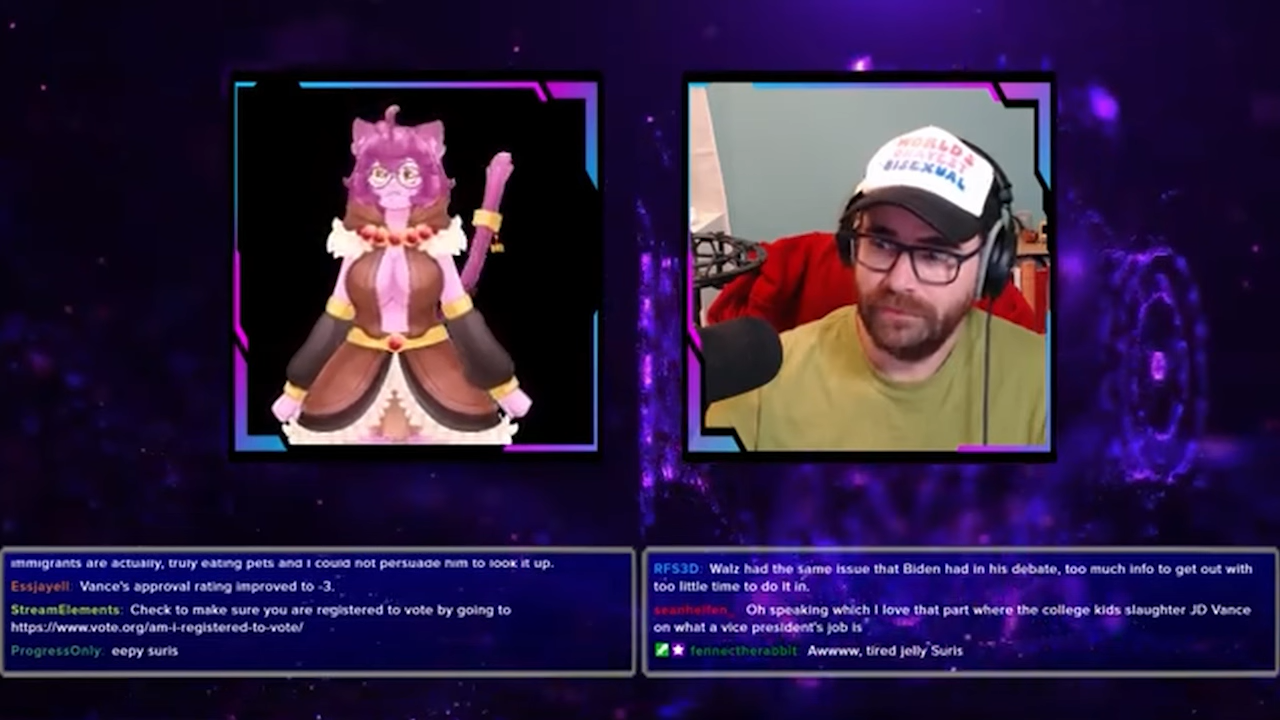 WORLD'S
OKAYEST
BISEXUAL
immigrants are actually, truly eating pets and I could not persuade him to look it up.
Essjayell: Vance's approval rating improved to -3.
StreamElements: Check to make sure you are registered to vote by going to
https://www.vote.org/am-i-registered-to-vote/
ProgressOnly: eepy suris
RFS3D: Walz had the same issue that Biden had in his debate, too much info to get out with
too little time to do it in.
Oh speaking which I love that part where the college kids slaughter JD Vance
on what a vice president's job is
fennectherabbit: Awwww, tired jelly Suris